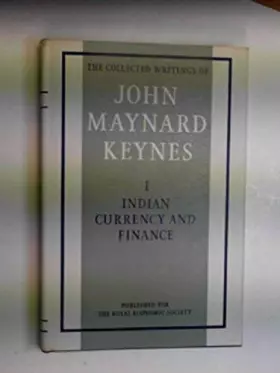 THE COLLECTED WRITINGS OF
JOHN
MAYNARD
KEYNES
I
INDIAN
CURRENCY AND
FINANCE
PUBLISHED FOR
THE ROYAL ECONOMIC SOCIETY